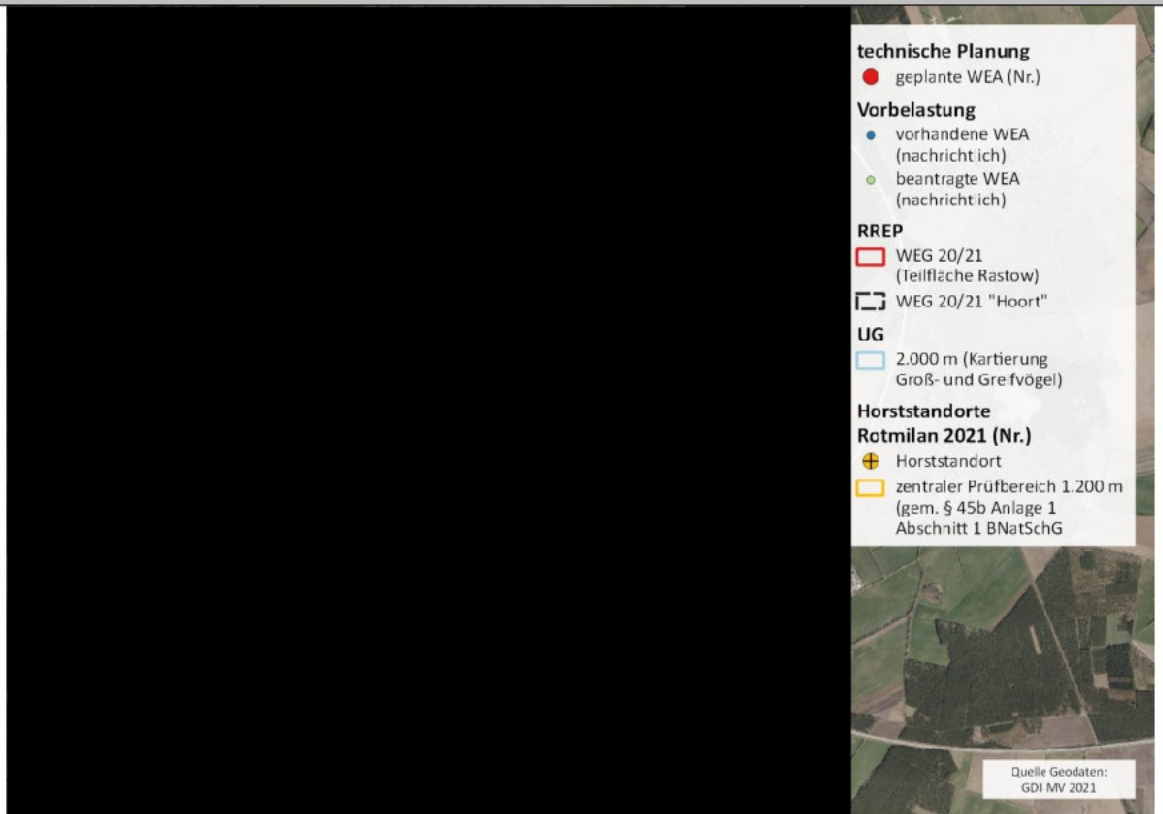 technische Planung
geplante WEA (Nr.)
Vorbelastung
vorhandene WEA
(nachrichtlich)
beantragte WEA
(nachrichtlich)
RREP
WEG 20/21
(Teilfläche Rastow)
WEG 20/21 "Hoort"
UG
2.000 m (Kartierung
Groß- und Greifvögel)
Horststandorte
Rotmilan 2021 (Nr.)
Horststandort
zentraler Prüfbereich 1.200 m
(gem. § 45b Anlage 1
Abschnitt 1 BNatSchG
Quelle Geodaten:
GDI MV 2021